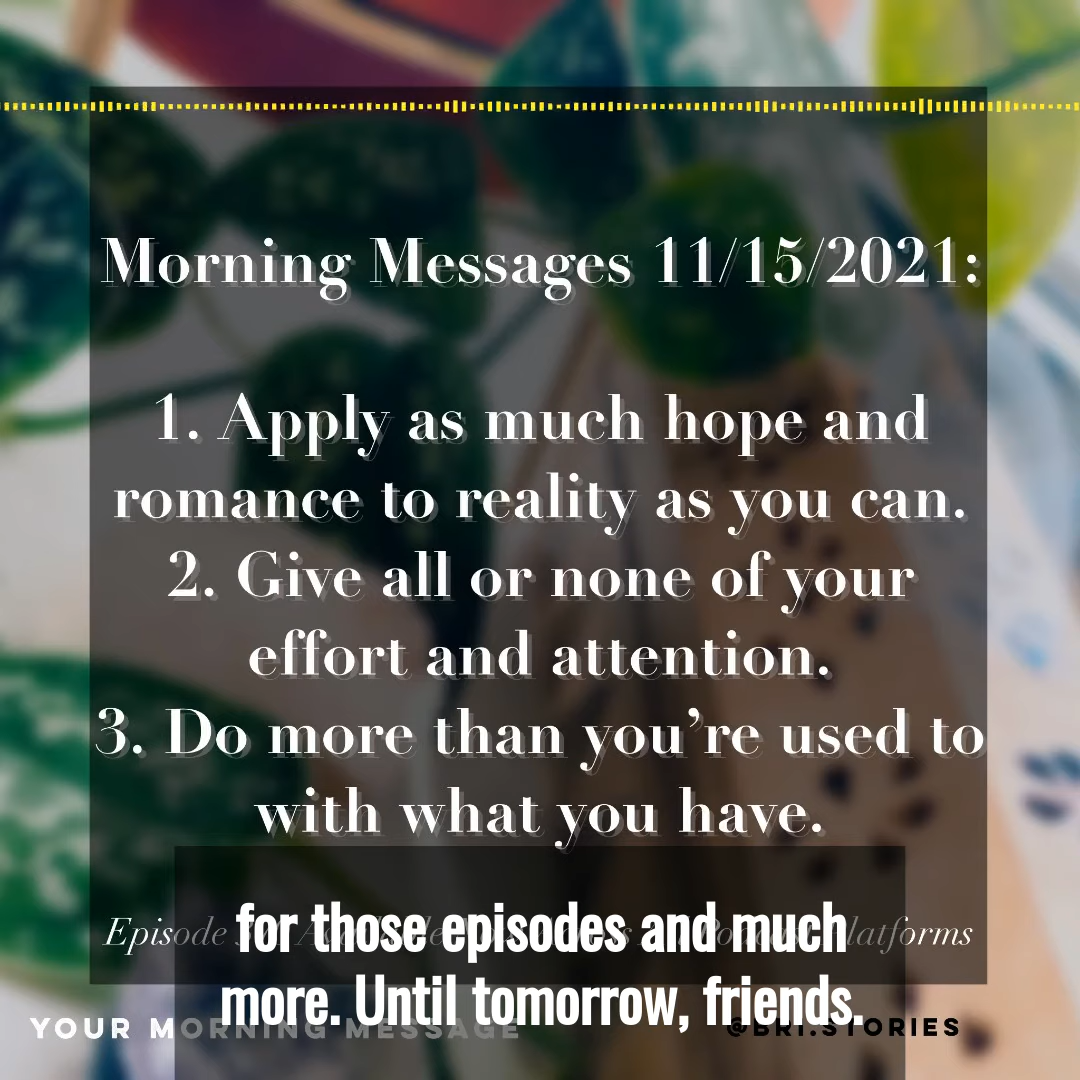 Morning Messages 11/15/2021:
1. Apply as much hope and
romance to reality as you can.
2. Give all or none of your
effort and attention.
3. Do more than you’re used to
with what you have.
Episode latforms
for those episodes and much
more. Until tomorrow, friends.
YOUR MORNING MESSAGE
@BRI.STORIES